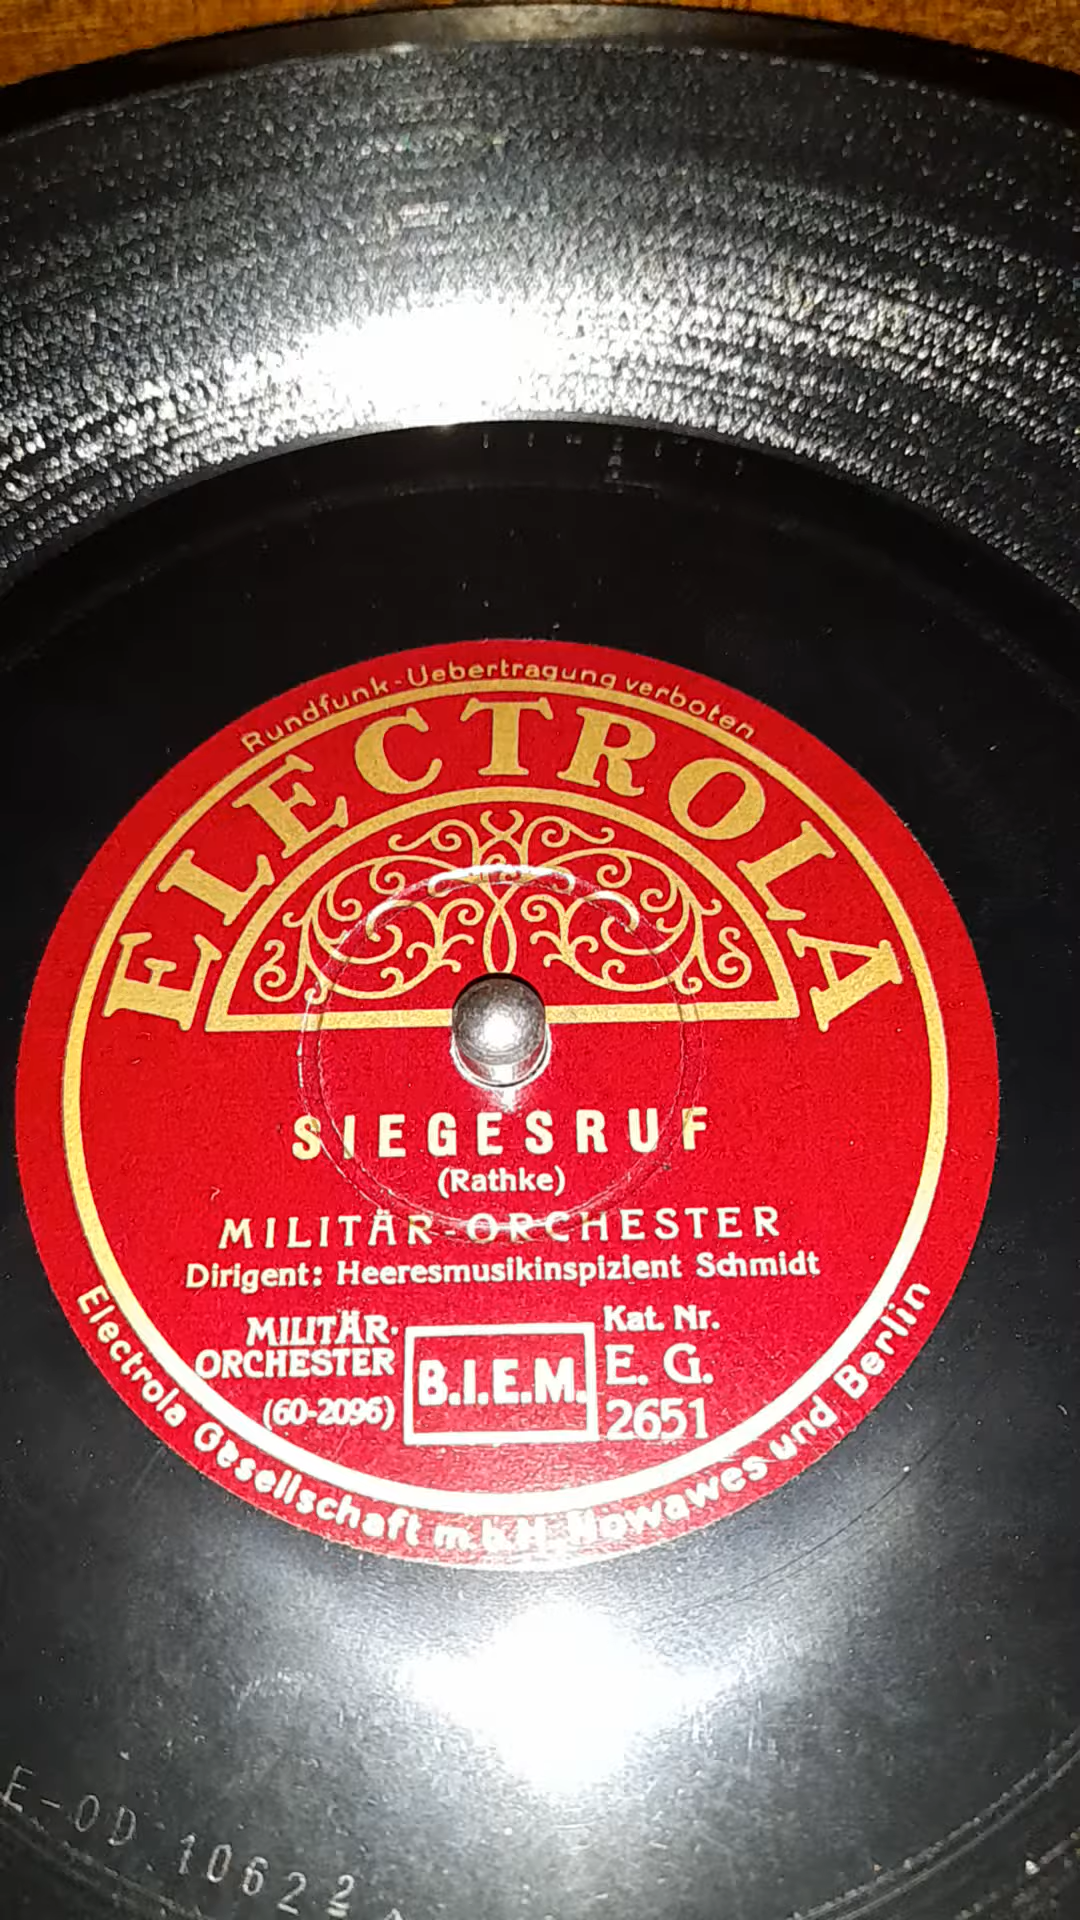 Rundfunk-Uebertragung verboten
ELECTROLA
SIEGESRUF
(Rathke)
MILITÄR-ORCHESTER
Dirigent: Heeresmusikinspizient Schmidt
MILITÄR-
ORCHESTER
(60-2096)
B.I.E.M.
Kat. Nr.
E. G.
2651
Electrola Gesellschaft m.b.H. Nowawes und Berlin
E-OD 10622